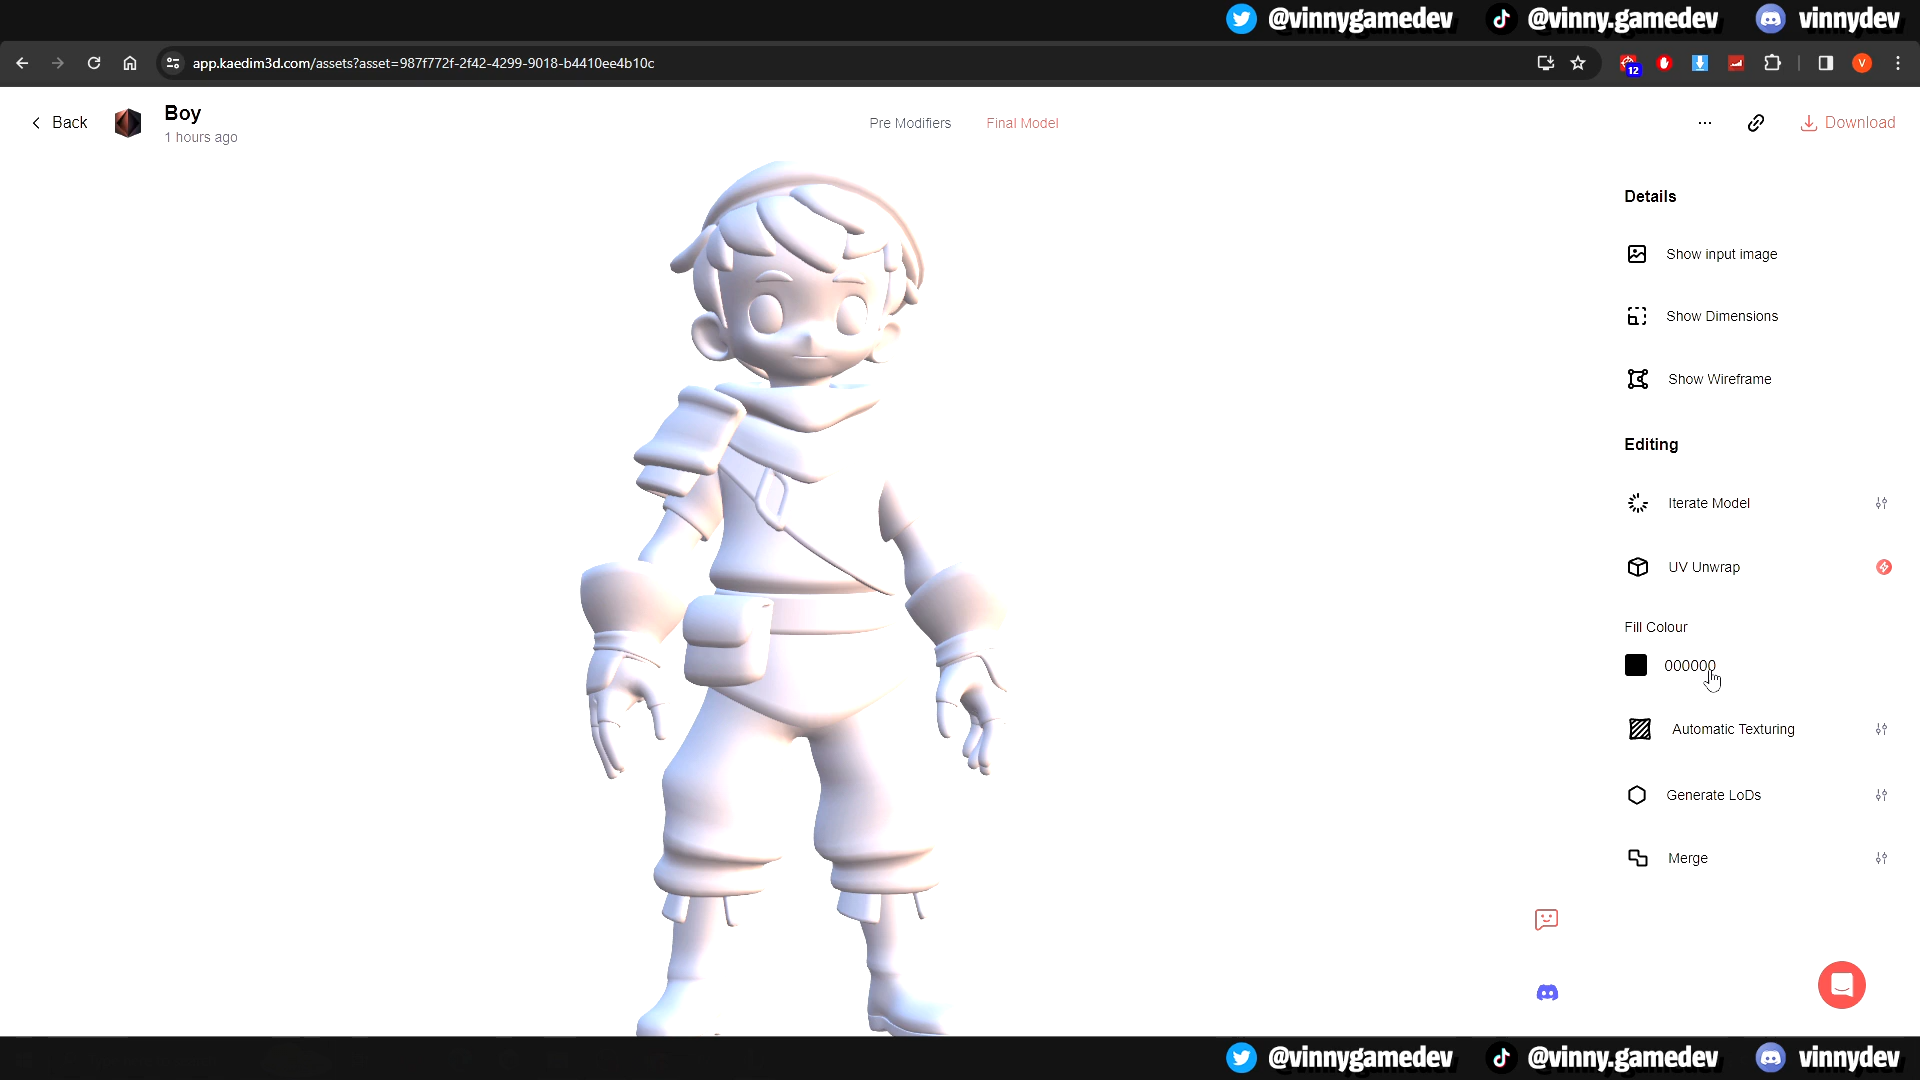 @vinnygamedev @vinny.gamedev vinnydev
app.kaedim3d.com/assets?asset=987f772f-2f42-4299-9018-b4410ee4b10c
12
V
Back
Boy
1 hours ago
Pre Modifiers
Final Model
Download
Details
Show input image
Show Dimensions
Show Wireframe
Editing
Iterate Model
UV Unwrap
Fill Colour
000000
Automatic Texturing
Generate LoDs
Merge
@vinnygamedev @vinny.gamedev vinnydev